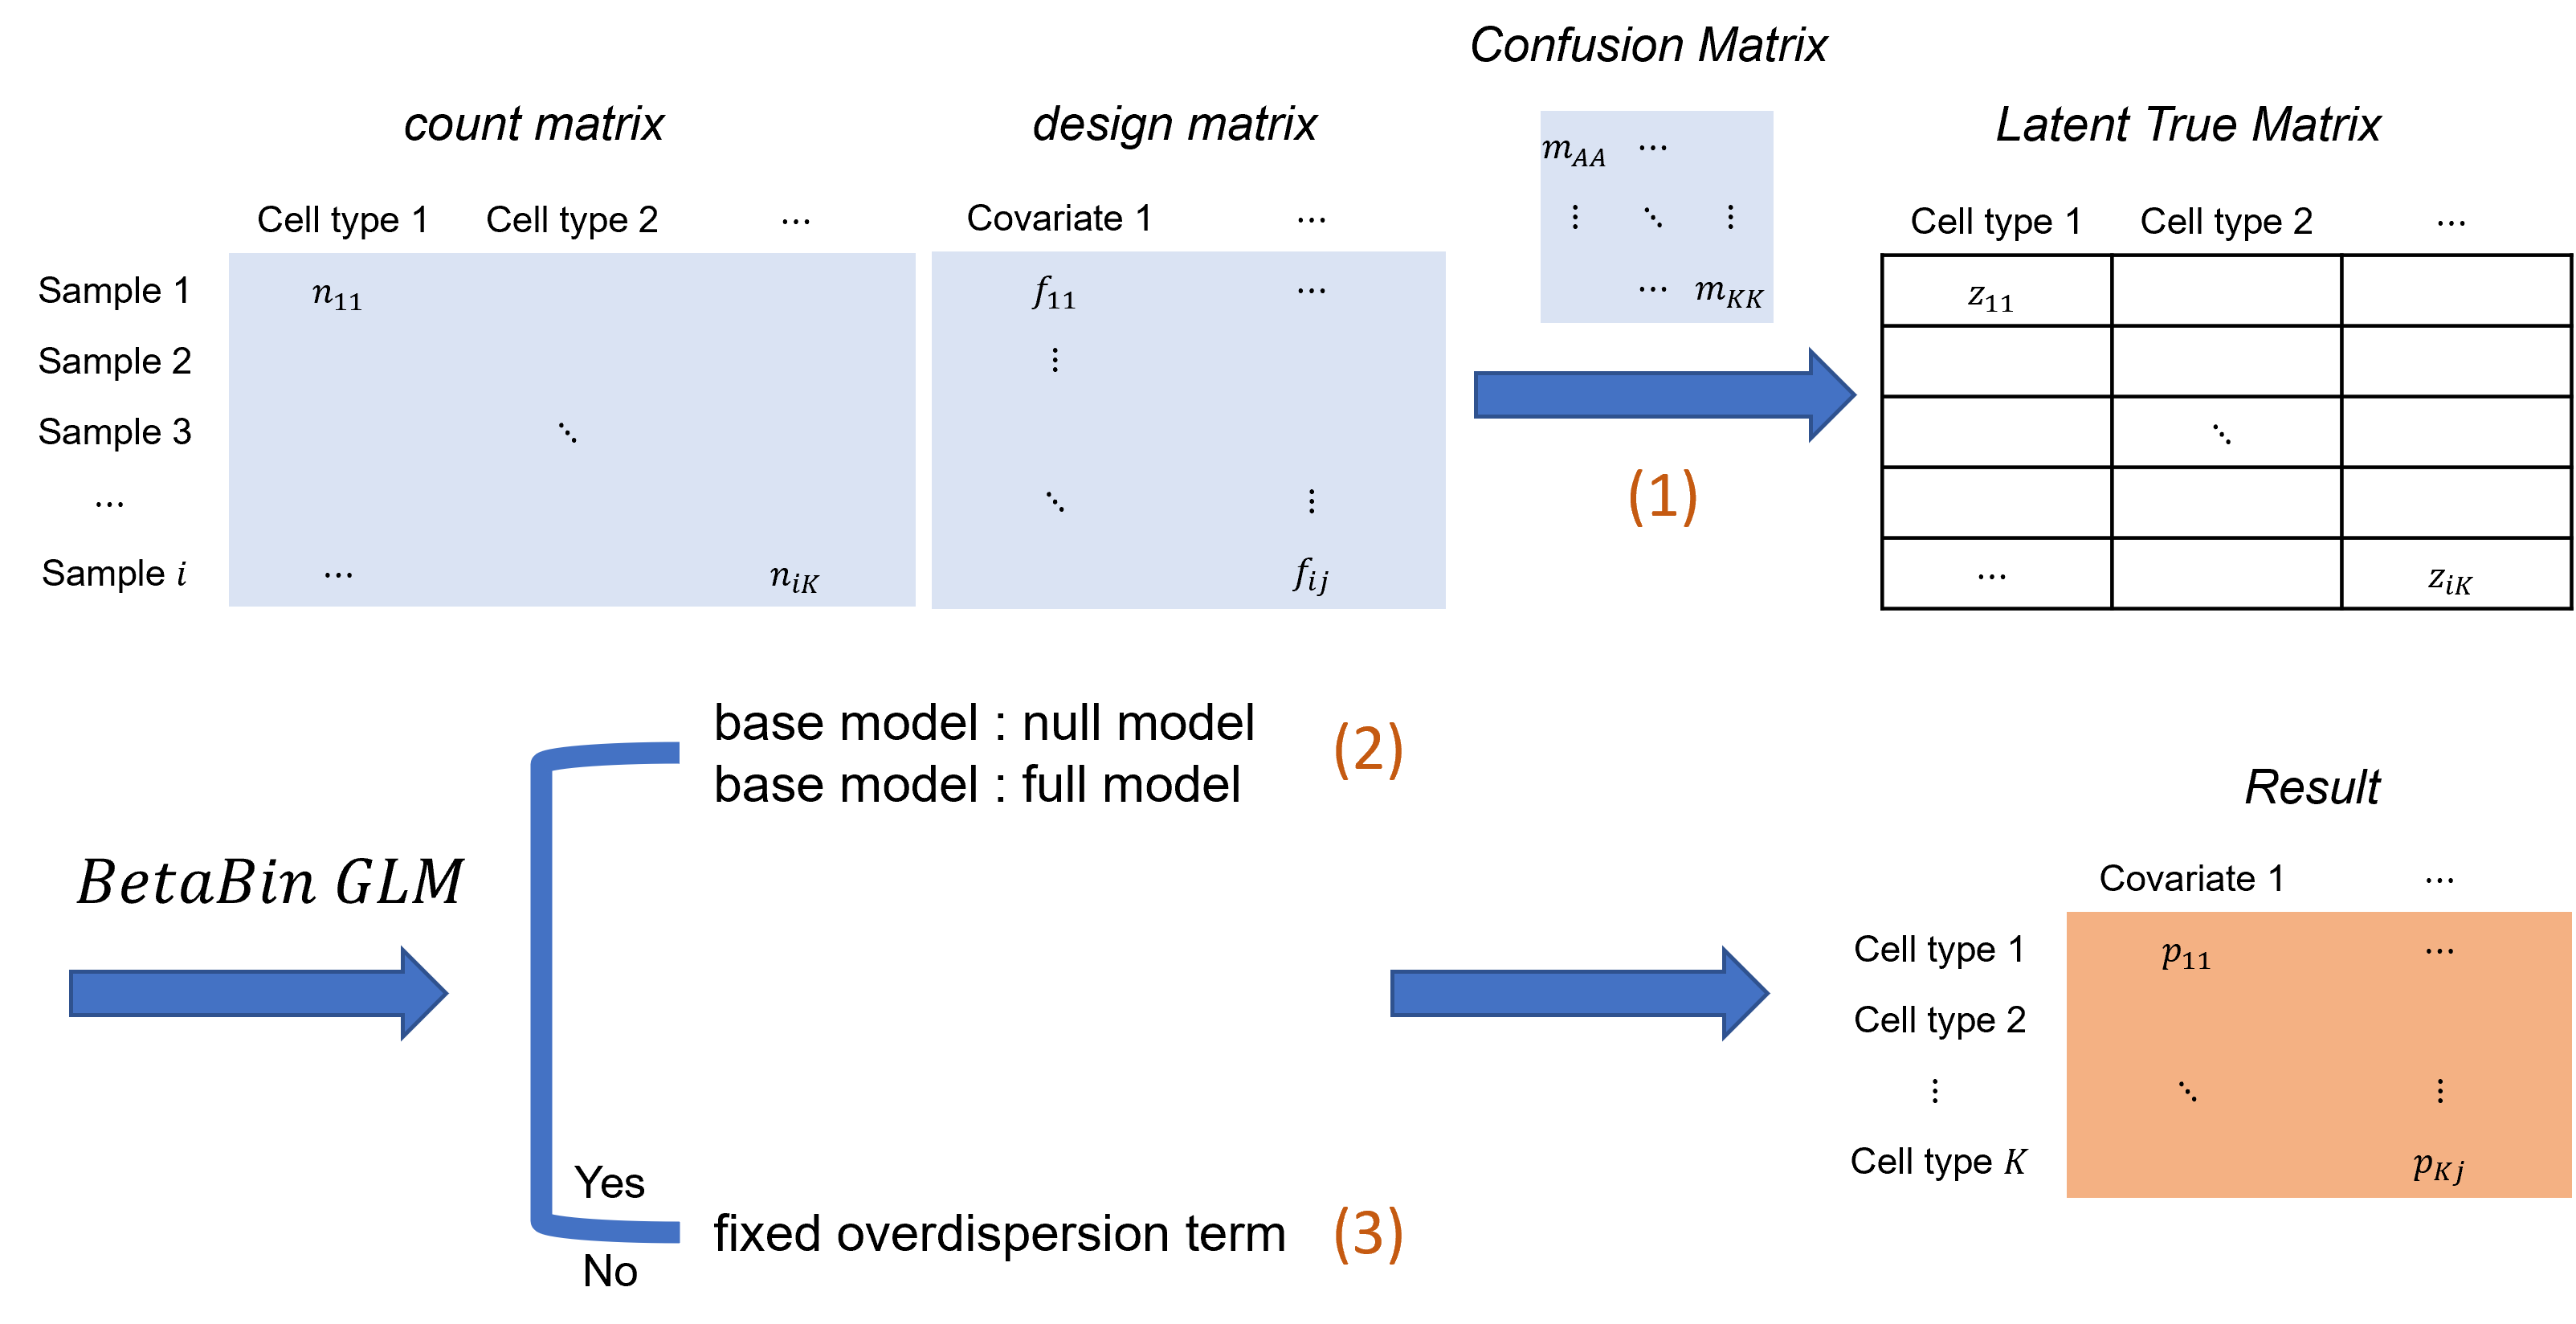 Confusion Matrix
count matrix
design matrix
Latent True Matrix
m_{AA} ⋯
⋮ ⋱ ⋮
⋯ m_{KK}
Cell type 1 Cell type 2 ⋯
Covariate 1 ⋯
Cell type 1 Cell type 2 ⋯
Sample 1 n_{11} f_{11} ⋯ z_{11}
Sample 2 ⋮
Sample 3 ⋱ ⋱
⋯ ⋱ ⋮
(1)
Sample i ⋯ n_{iK} f_{ij} ⋯ z_{iK}
base model : null model
base model : full model
(2)
BetaBin GLM
Yes
fixed overdispersion term (3)
No
Result
Covariate 1 ⋯
Cell type 1 p_{11} ⋯
Cell type 2
⋮ ⋱ ⋮
Cell type K p_{Kj}